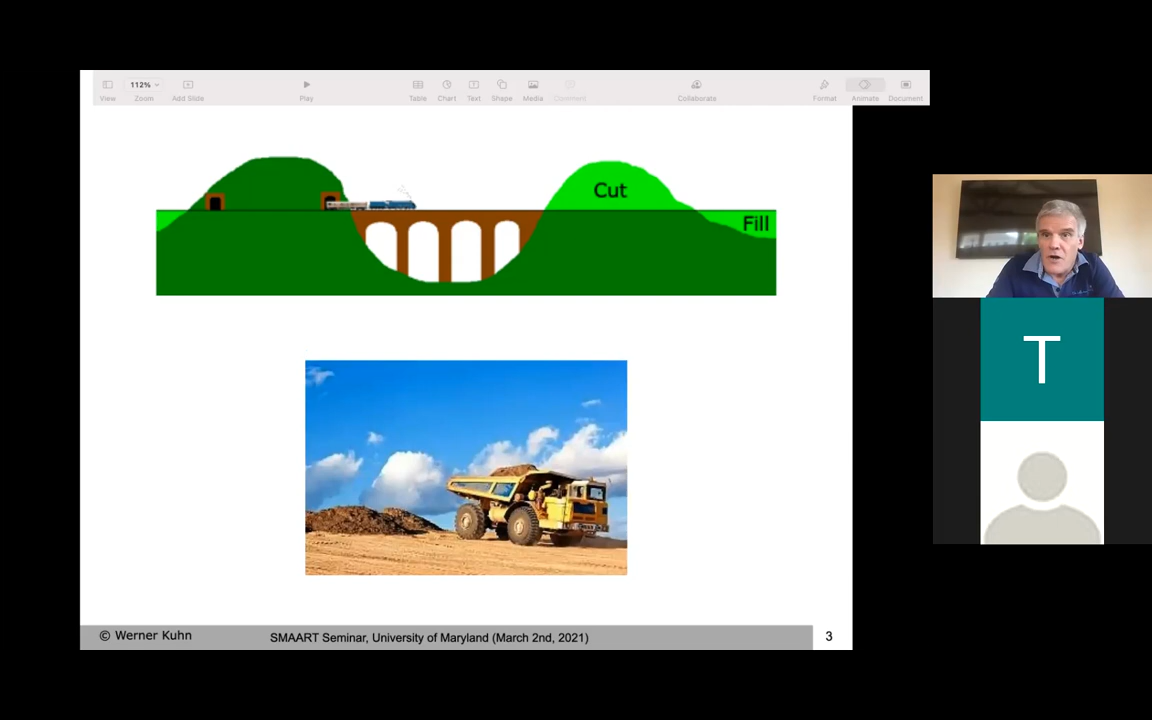 112%
View
Zoom
Add Slide
Play
Table
Chart
Text
Shape
Media
Comment
Collaborate
Format
Animate
Document
Cut
Fill
T
© Werner Kuhn
SMAART Seminar, University of Maryland (March 2nd, 2021)
3